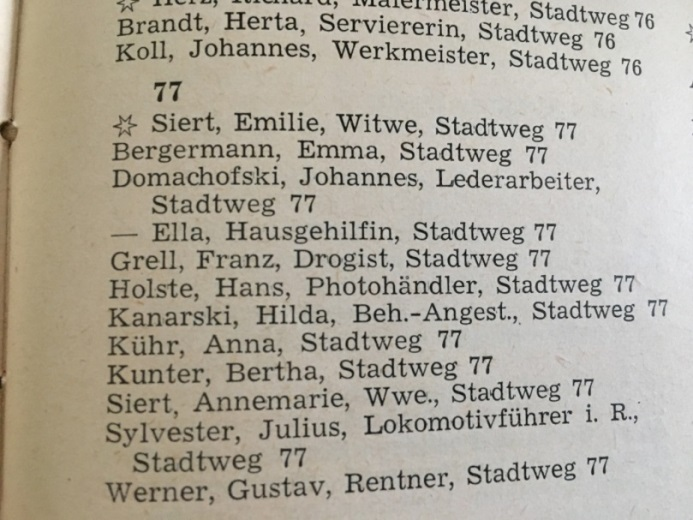 ☆ Herz, Richard, Malermeister, Stadtweg 76
Brandt, Herta, Serviererin, Stadtweg 76
Koll, Johannes, Werkmeister, Stadtweg 76
77
☆ Siert, Emilie, Witwe, Stadtweg 77
Bergermann, Emma, Stadtweg 77
Domachofski, Johannes, Lederarbeiter,
Stadtweg 77
— Ella, Hausgehilfin, Stadtweg 77
Grell, Franz, Drogist, Stadtweg 77
Holste, Hans, Photohändler, Stadtweg 77
Kanarski, Hilda, Beh.-Angest., Stadtweg 77
Kühr, Anna, Stadtweg 77
Kunter, Bertha, Stadtweg 77
Siert, Annemarie, Wwe., Stadtweg 77
Sylvester, Julius, Lokomotivführer i. R.,
Stadtweg 77
Werner, Gustav, Rentner, Stadtweg 77